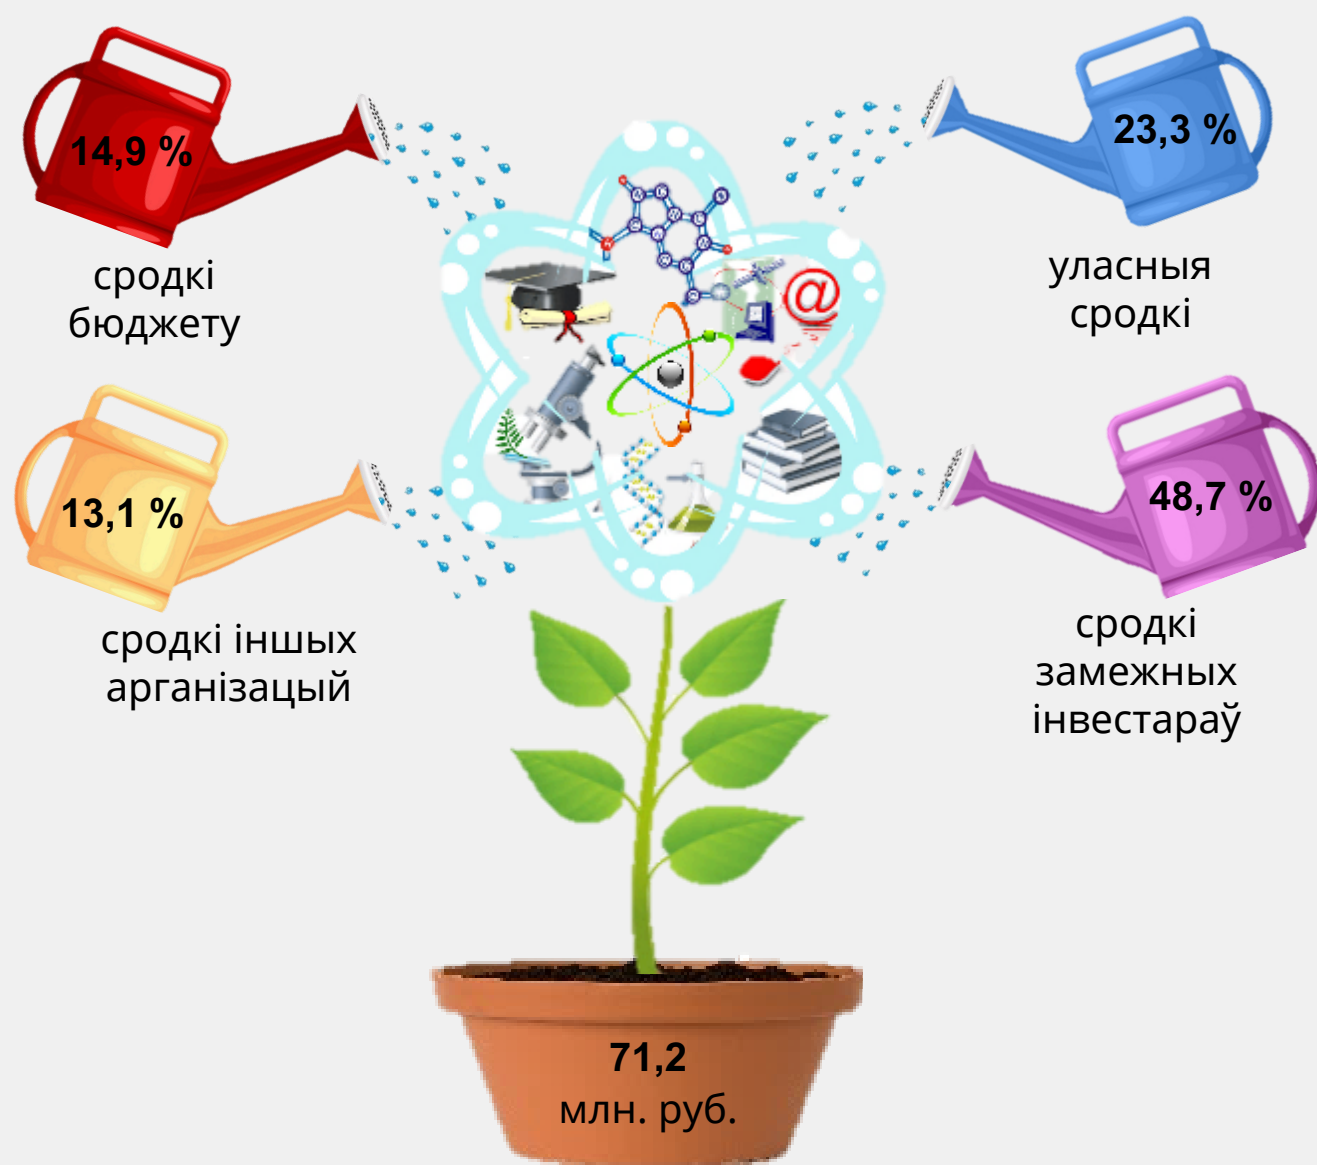 14,9 %
сродкі
бюджету
23,3 %
уласныя
сродкі
@
13,1 %
сродкі іншых
арганізацый
48,7 %
сродкі
замежных
інвестараў
71,2
млн. руб.